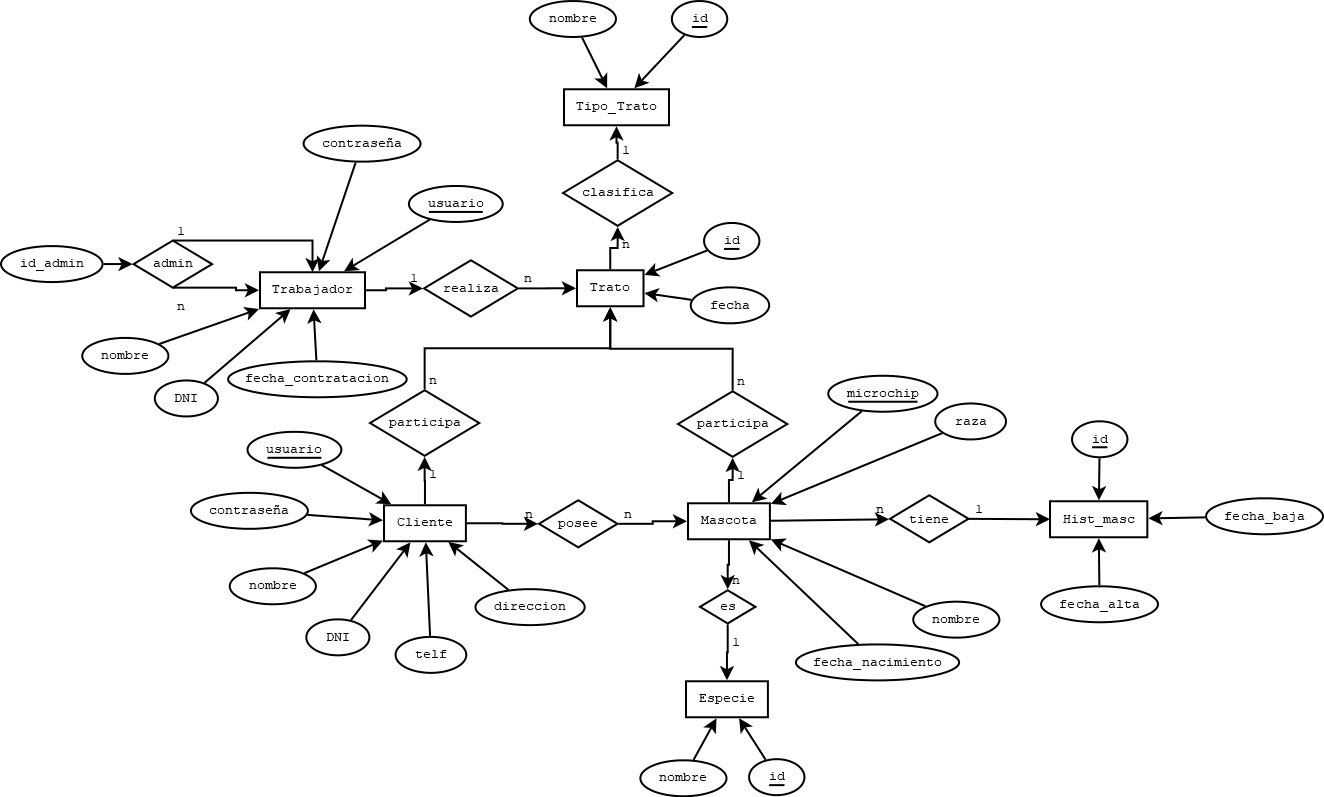 nombre
id
Tipo_Trato
1
contraseña
clasifica
usuario
1
n
id
id_admin
admin
1
n
Trabajador
realiza
Trato
fecha
n
nombre
fecha_contratacion
n
n
DNI
microchip
participa
participa
raza
id
usuario
1
1
contraseña
n
n
n
1
Cliente
posee
Mascota
tiene
Hist_masc
fecha_baja
n
nombre
es
direccion
fecha_alta
nombre
DNI
1
telf
fecha_nacimiento
Especie
nombre
id